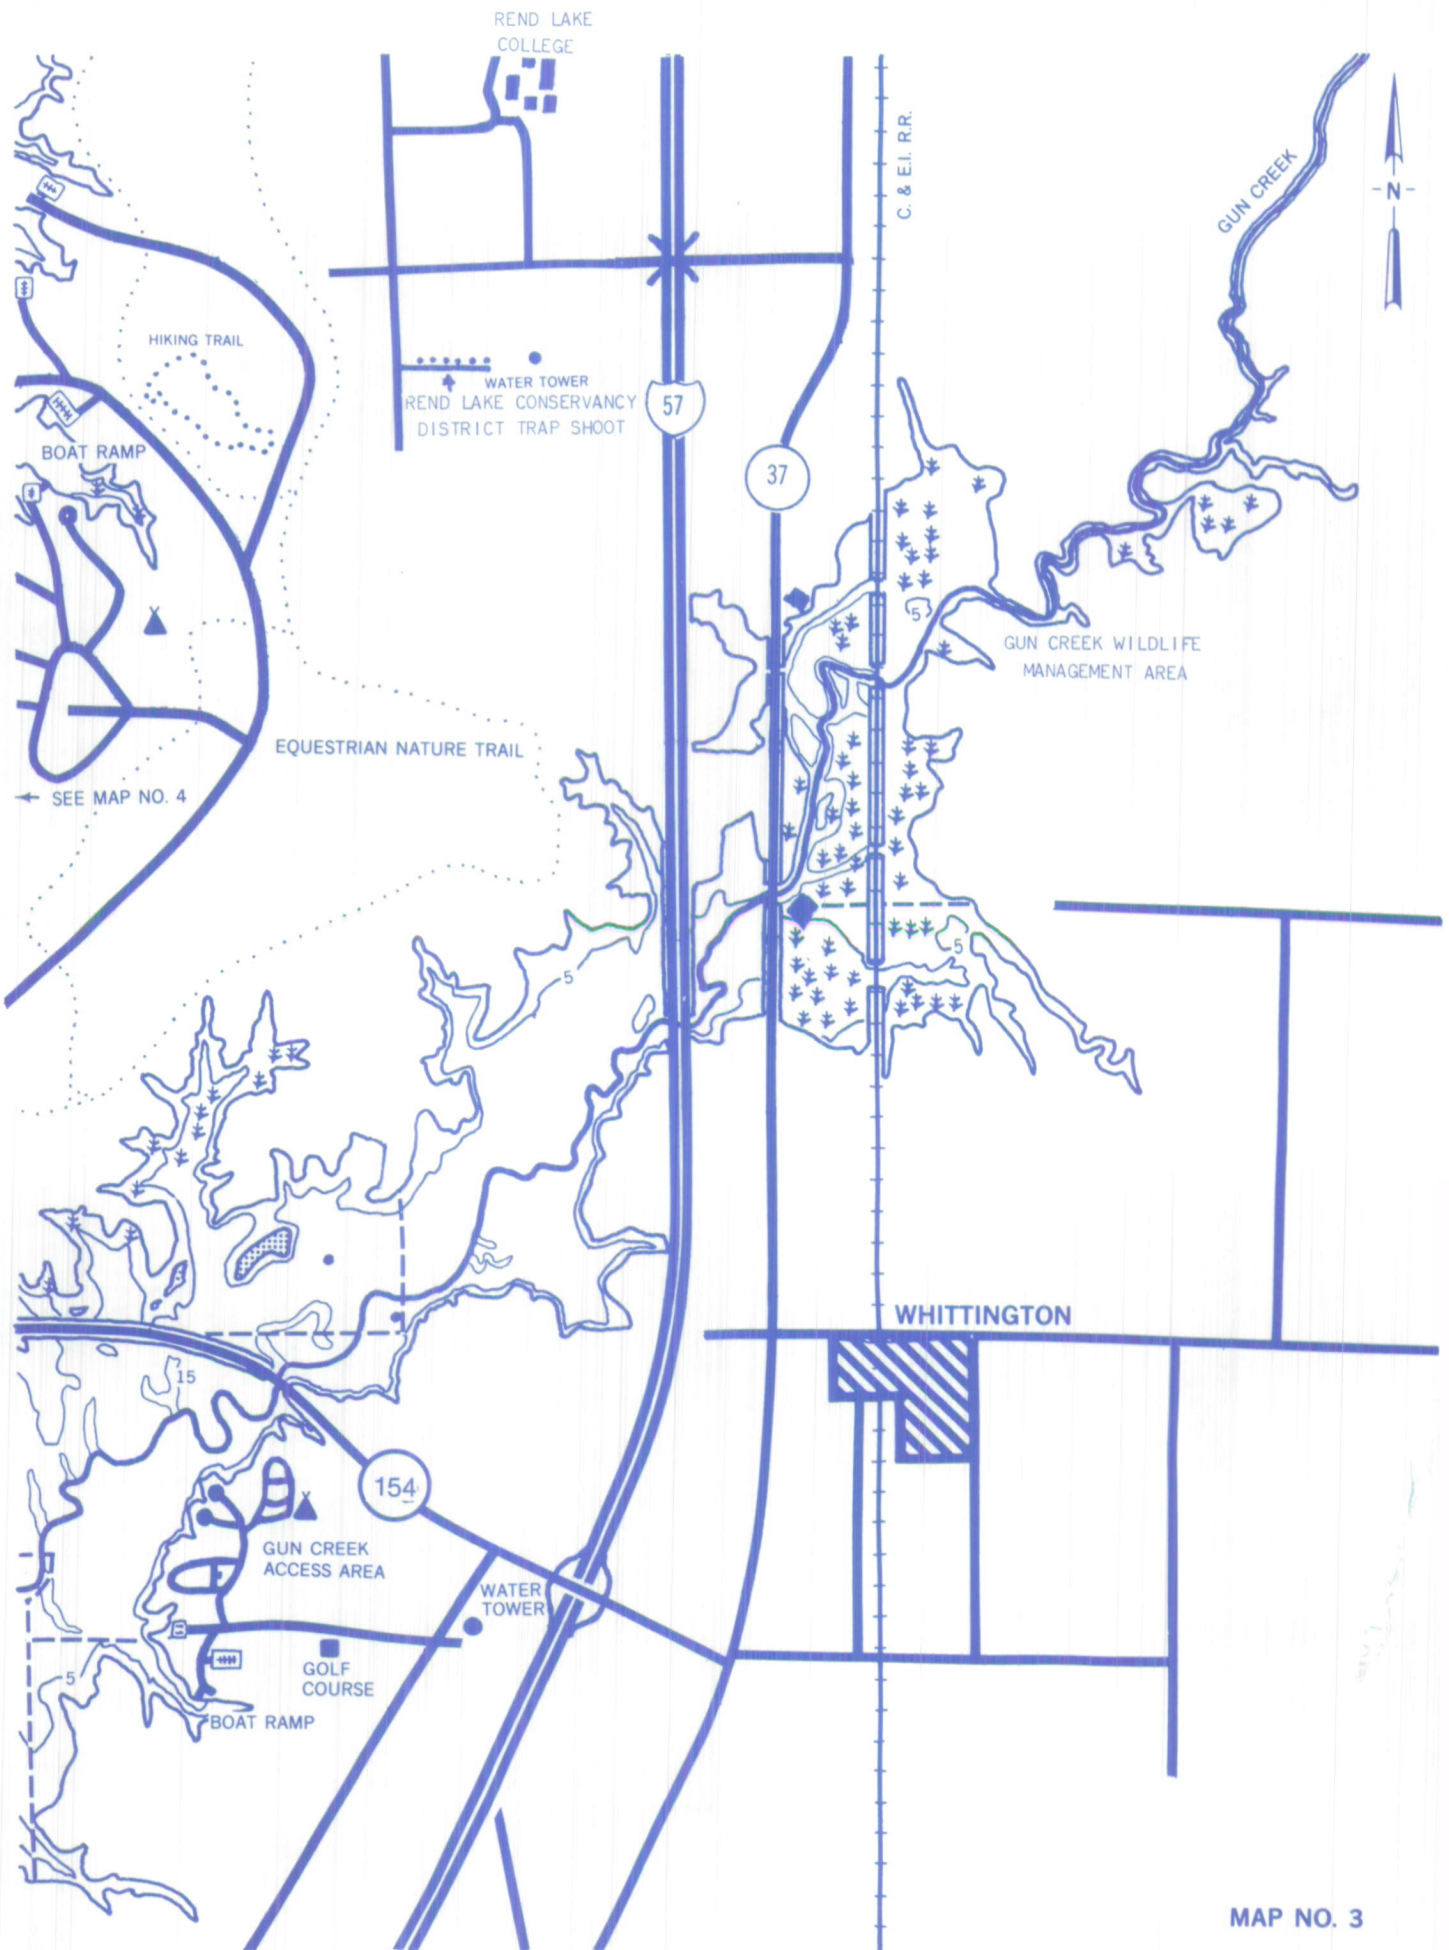 REND LAKE
COLLEGE
C. & E.I. R.R.
GUN CREEK
-N-
HIKING TRAIL
WATER TOWER
REND LAKE CONSERVANCY
DISTRICT TRAP SHOOT
57
BOAT RAMP
37
5
GUN CREEK WILDLIFE
MANAGEMENT AREA
EQUESTRIAN NATURE TRAIL
SEE MAP NO. 4
5
5
WHITTINGTON
15
154
GUN CREEK
ACCESS AREA
WATER
TOWER
GOLF
COURSE
5
BOAT RAMP
MAP NO. 3